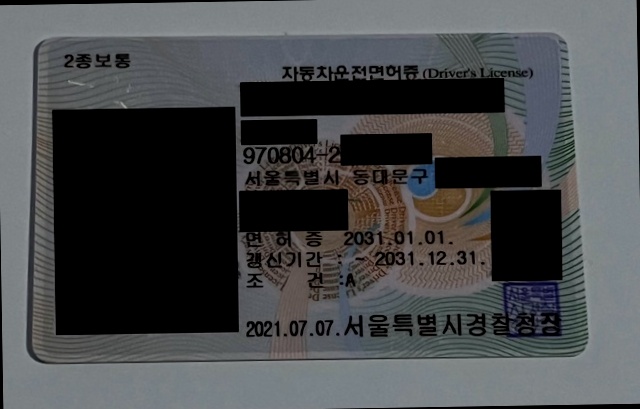 2종보통
자동차운전면허증 (Driver's License)
970804-2
서울특별시 동대문구
면 허 증 2031.01.01.
갱신기간 : ~ 2031.12.31.
조 건 :A
2021.07.07. 서울특별시경찰청장